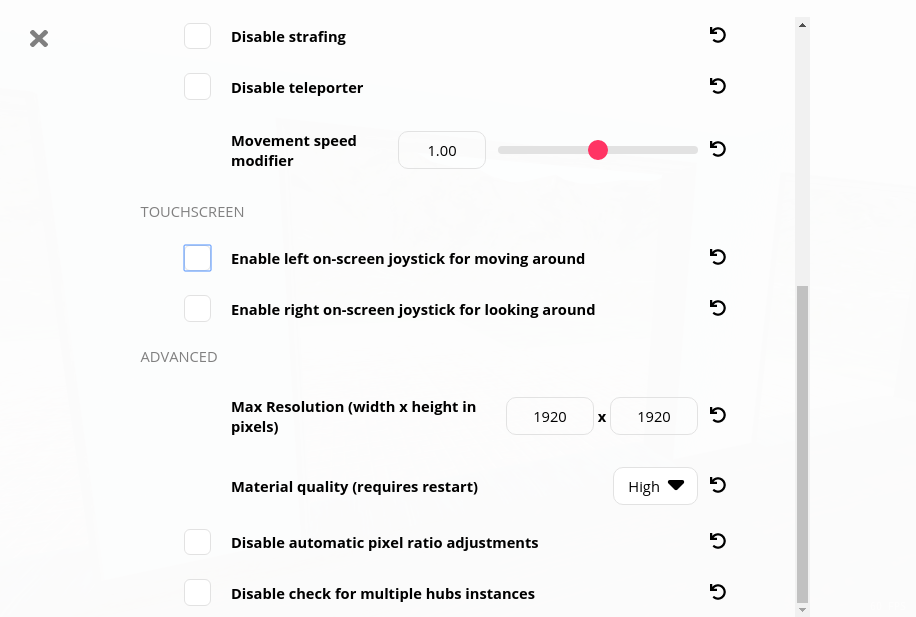 Disable strafing
Disable teleporter
Movement speed
modifier
1.00
TOUCHSCREEN
Enable left on-screen joystick for moving around
Enable right on-screen joystick for looking around
ADVANCED
Max Resolution (width x height in
pixels)
1920 x 1920
Material quality (requires restart)
High
Disable automatic pixel ratio adjustments
Disable check for multiple hubs instances